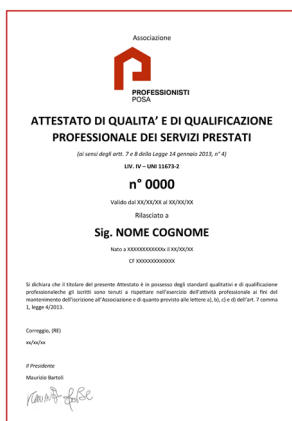 Associazione
PROFESSIONISTI
POSA
ATTESTATO DI QUALITA’ E DI QUALIFICAZIONE
PROFESSIONALE DEI SERVIZI PRESTATI
(ai sensi degli artt. 7 e 8 della Legge 14 gennaio 2013, n° 4)
LIV. IV – UNI 11673-2
n° 0000
Valido dal XX/XX/XX al XX/XX/XX
Rilasciato a
Sig. NOME COGNOME
Nato a XXXXXXXXXXXXx il XX/XX/XX
CF XXXXXXXXXXXXX
Si dichiara che il titolare del presente Attestato è in possesso degli standard qualitativi e di qualificazione
professionaleche gli iscritti sono tenuti a rispettare nell’esercizio dell’attività professionale ai fini del
mantenimento dell’iscrizione all’Associazione e di quanto previsto alle lettere a), b), c) e d) dell’art. 7 comma
1, legge 4/2013.
Correggio, (RE)
xx/xx/xx
Il Presidente
Maurizio Bartoli